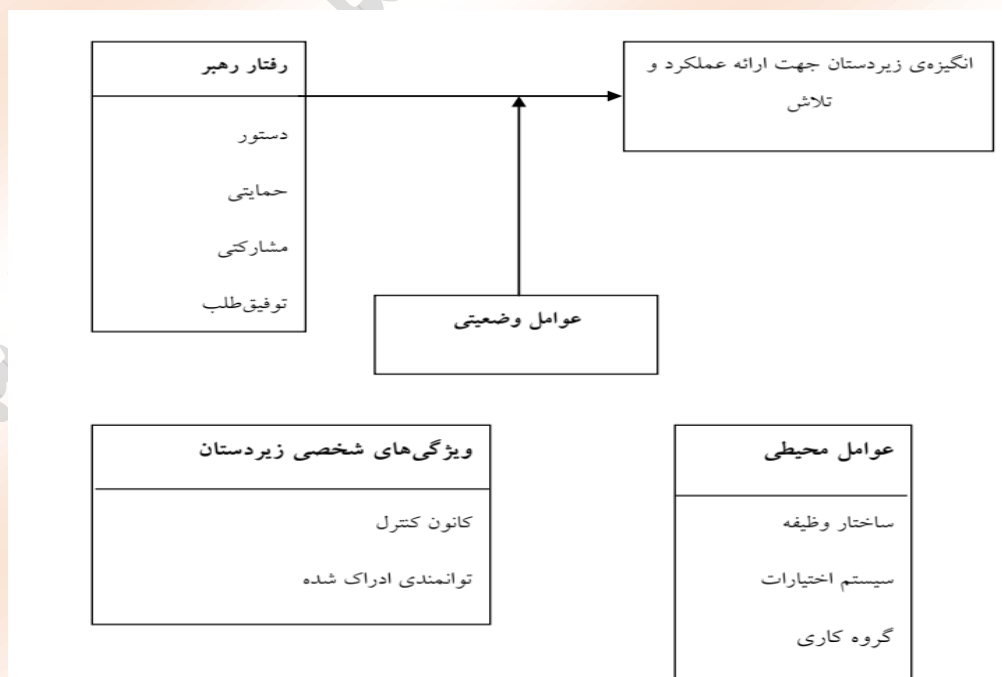 رفتار رهبر
دستور
حمایتی
مشارکتی
توفیق‌طلب
انگیزه‌ی زیردستان جهت ارائه عملکرد و
تلاش
عوامل وضعیتی
ویژگی‌های شخصی زیردستان
کانون کنترل
توانمندی ادراک شده
عوامل محیطی
ساختار وظیفه
سیستم اختیارات
گروه کاری